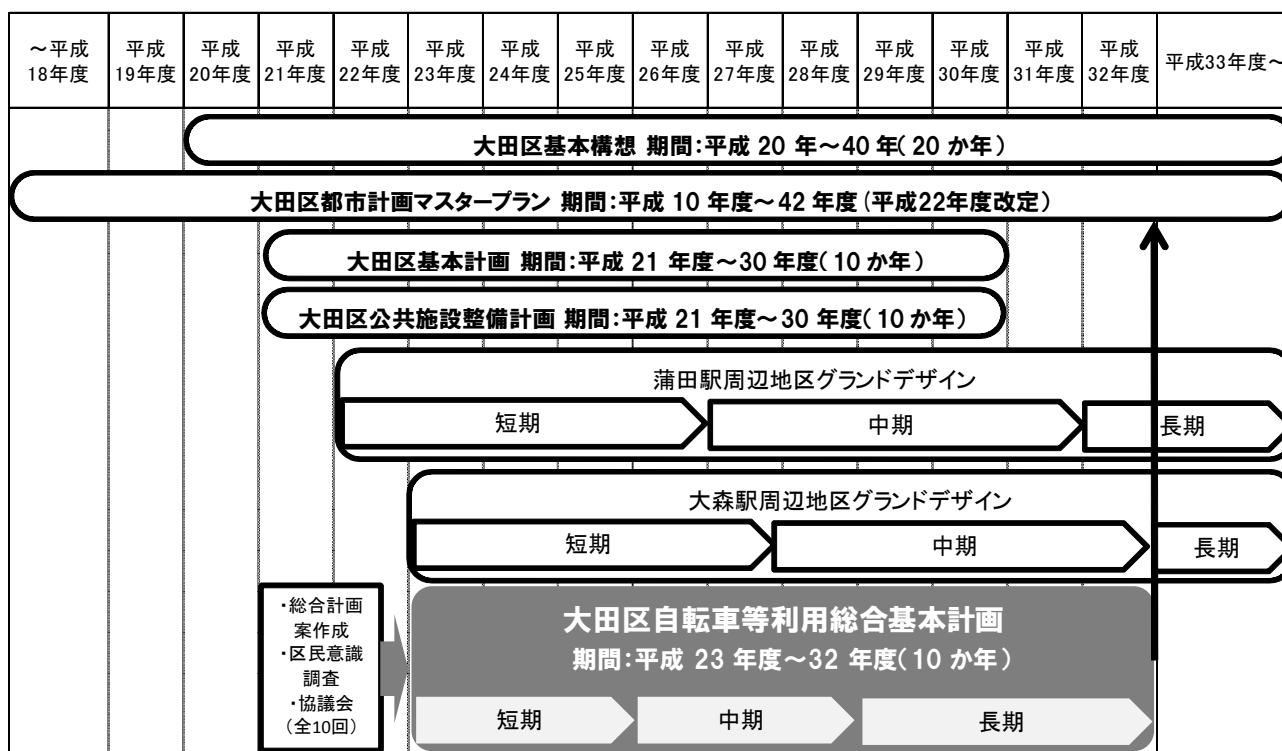 ～平成
18年度
平成
19年度
平成
20年度
平成
21年度
平成
22年度
平成
23年度
平成
24年度
平成
25年度
平成
26年度
平成
27年度
平成
28年度
平成
29年度
平成
30年度
平成
31年度
平成
32年度
平成33年度～
大田区基本構想 期間：平成 20 年～40 年（20 か年）
大田区都市計画マスタープラン 期間：平成 10 年度～42 年度（平成22年度改定）
大田区基本計画 期間：平成 21 年度～30 年度（10 か年）
大田区公共施設整備計画 期間：平成 21 年度～30 年度（10 か年）
蒲田駅周辺地区グランドデザイン
短期 中期 長期
大森駅周辺地区グランドデザイン
短期 中期 長期
・総合計画
案作成
・区民意識
調査
・協議会
（全10回）
大田区自転車等利用総合基本計画
期間：平成 23 年度～32 年度（10 か年）
短期 中期 長期